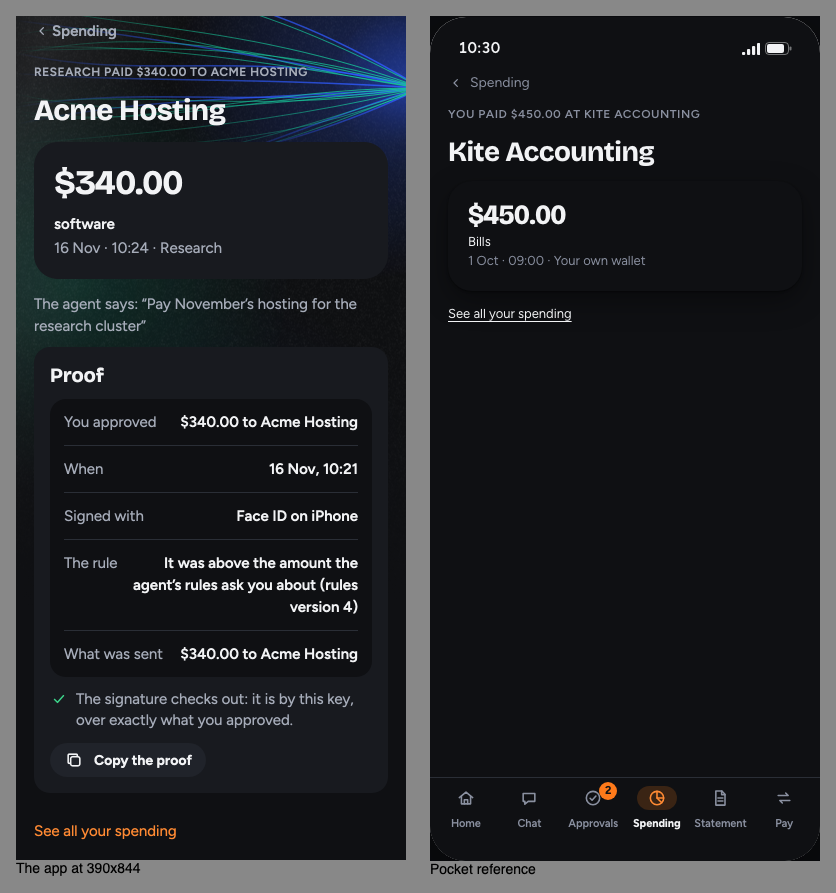 Spending
RESEARCH PAID $340.00 TO ACME HOSTING
Acme Hosting
$340.00
software
16 Nov · 10:24 · Research
The agent says: “Pay November’s hosting for the
research cluster”
Proof
You approved $340.00 to Acme Hosting
When 16 Nov, 10:21
Signed with Face ID on iPhone
The rule It was above the amount the
agent’s rules ask you about (rules
version 4)
What was sent $340.00 to Acme Hosting
The signature checks out: it is by this key,
over exactly what you approved.
Copy the proof
See all your spending
The app at 390x844
10:30
Spending
YOU PAID $450.00 AT KITE ACCOUNTING
Kite Accounting
$450.00
Bills
1 Oct · 09:00 · Your own wallet
See all your spending
2
Home Chat Approvals Spending Statement Pay
Pocket reference